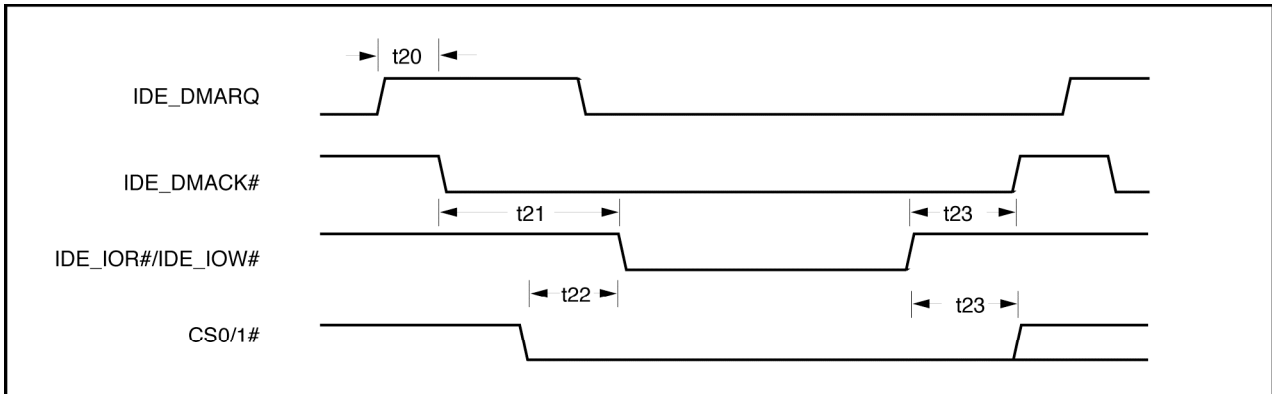 t20
IDE_DMARQ
IDE_DMACK#
t21
t23
IDE_IOR#/IDE_IOW#
t22
t23
CS0/1#